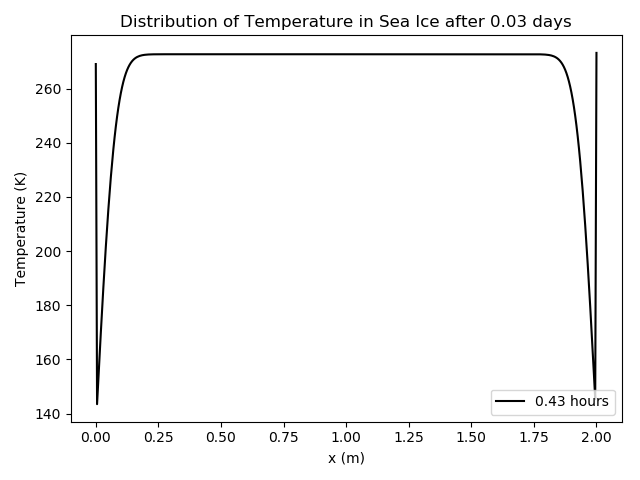 Distribution of Temperature in Sea Ice after 0.03 days
Temperature (K)
260
240
220
200
180
160
140
0.43 hours
0.00 0.25 0.50 0.75 1.00 1.25 1.50 1.75 2.00
x (m)